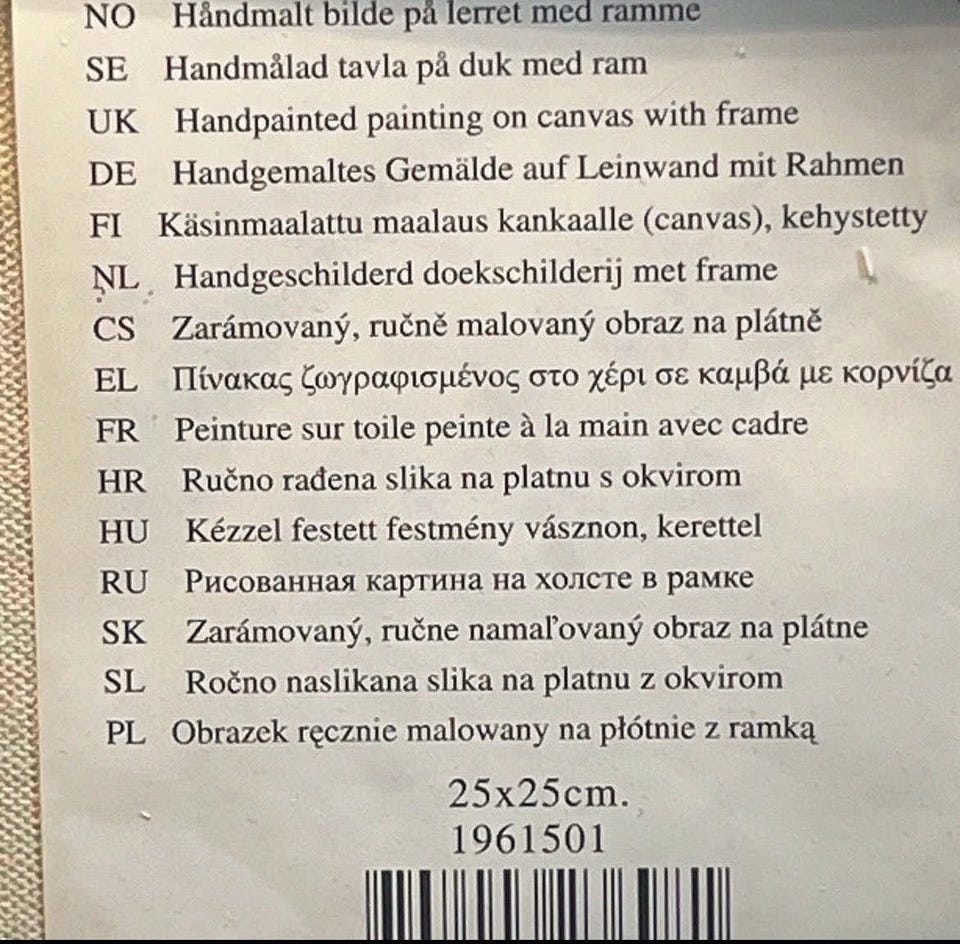 NO Håndmalt bilde på lerret med ramme
SE Handmålad tavla på duk med ram
UK Handpainted painting on canvas with frame
DE Handgemaltes Gemälde auf Leinwand mit Rahmen
FI Käsinmaalattu maalaus kankaalle (canvas), kehystetty
NL Handgeschilderd doekschilderij met frame
CS Zarámovaný, ručně malovaný obraz na plátně
EL Πίνακας ζωγραφισμένος στο χέρι σε καμβά με κορνίζα
FR Peinture sur toile peinte à la main avec cadre
HR Ručno rađena slika na platnu s okvirom
HU Kézzel festett festmény vásznon, kerettel
RU Рисованная картина на холсте в рамке
SK Zarámovaný, ručne namaľovaný obraz na plátne
SL Ročno naslikana slika na platnu z okvirom
PL Obrazek ręcznie malowany na płótnie z ramką
25x25cm.
1961501